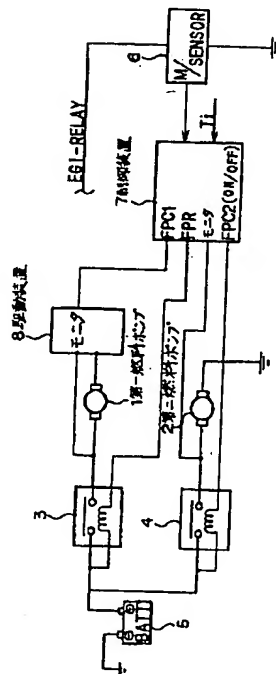 EGI-RELAY
M/SENSOR
6
Ti
7制御装置
FPC1
FPR
モニタ
FPC2(ON/OFF)
8駆動装置
モニタ
1第一燃料ポンプ
2第二燃料ポンプ
3
4
BATT
5